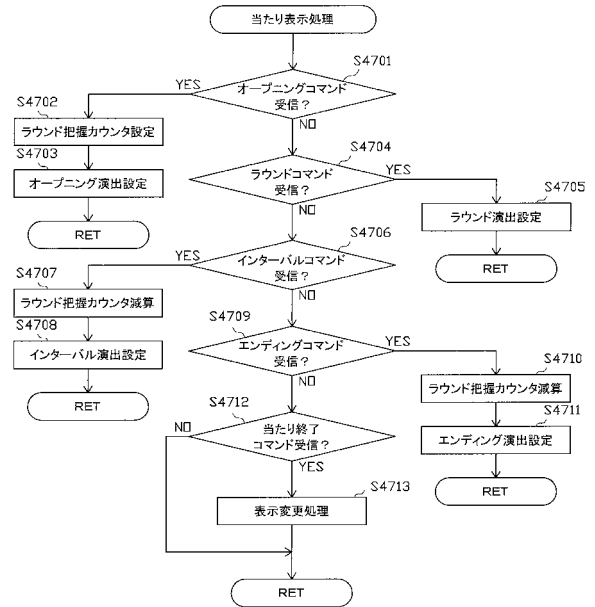 当たり表示処理
S4701
YES
オープニングコマンド
受信?
NO
S4702
ラウンド把握カウンタ設定
S4703
オープニング演出設定
RET
S4704
ラウンドコマンド
受信?
YES
NO
S4705
ラウンド演出設定
RET
S4706
YES
インターバルコマンド
受信?
NO
S4707
ラウンド把握カウンタ減算
S4708
インターバル演出設定
RET
S4709
エンディングコマンド
受信?
YES
NO
S4710
ラウンド把握カウンタ減算
S4711
エンディング演出設定
RET
S4712
NO
当たり終了
コマンド受信?
YES
S4713
表示変更処理
RET